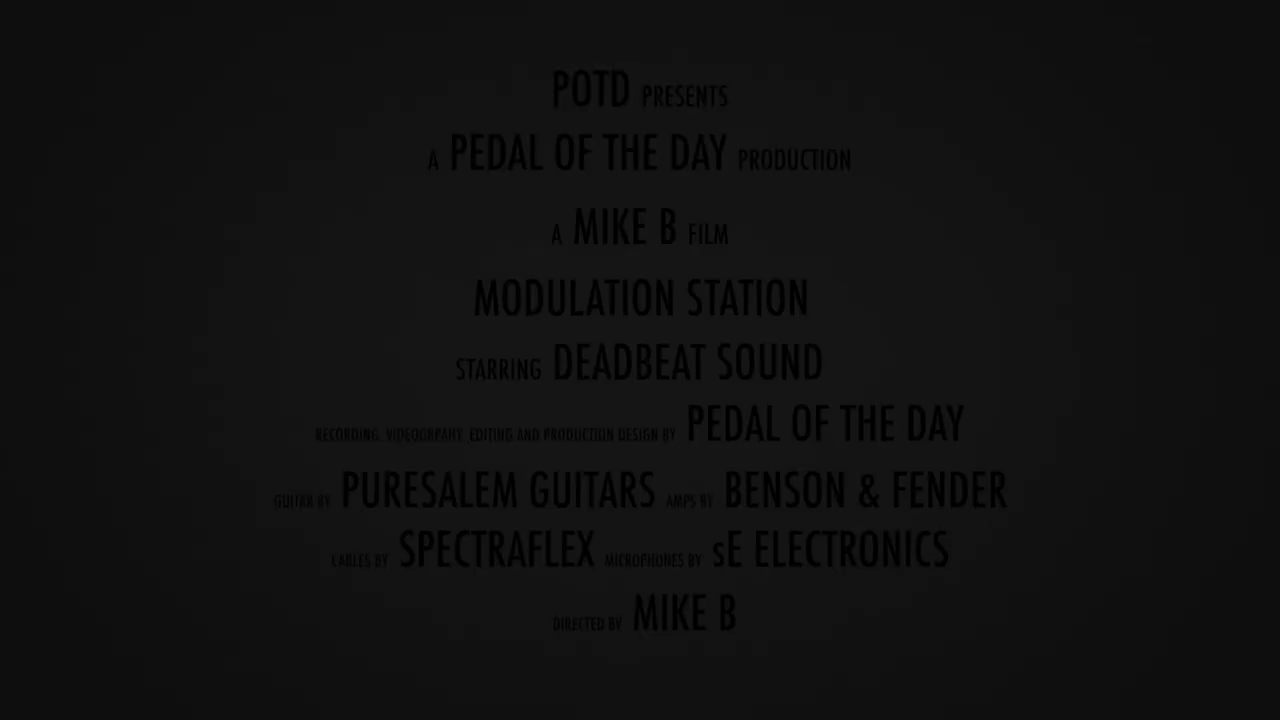 POTD PRESENTS
A PEDAL OF THE DAY PRODUCTION
A MIKE B FILM
MODULATION STATION
STARRING DEADBEAT SOUND
RECORDING, VIDEOGRPAHY, EDITING AND PRODUCTION DESIGN BY PEDAL OF THE DAY
GUITAR BY PURESALEM GUITARS AMPS BY BENSON & FENDER
CABLES BY SPECTRAFLEX MICROPHONES BY sE ELECTRONICS
DIRECTED BY MIKE B